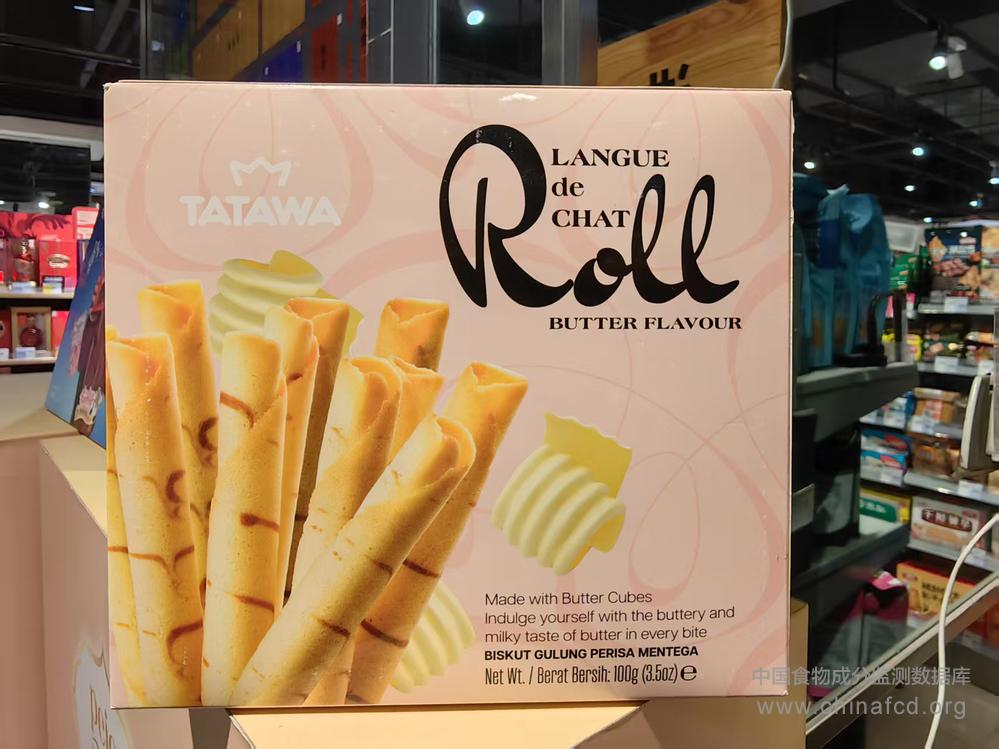 TATAWA
LANGUE
de
CHAT
Roll
BUTTER FLAVOUR
Made with Butter Cubes
Indulge yourself with the buttery and
milky taste of butter in every bite
BISKUT GULUNG PERISA MENTEGA
Net Wt. / Berat Bersih: 100g (3.5oz) ℮
中国食物成分监测数据库
www.chinafcd.org